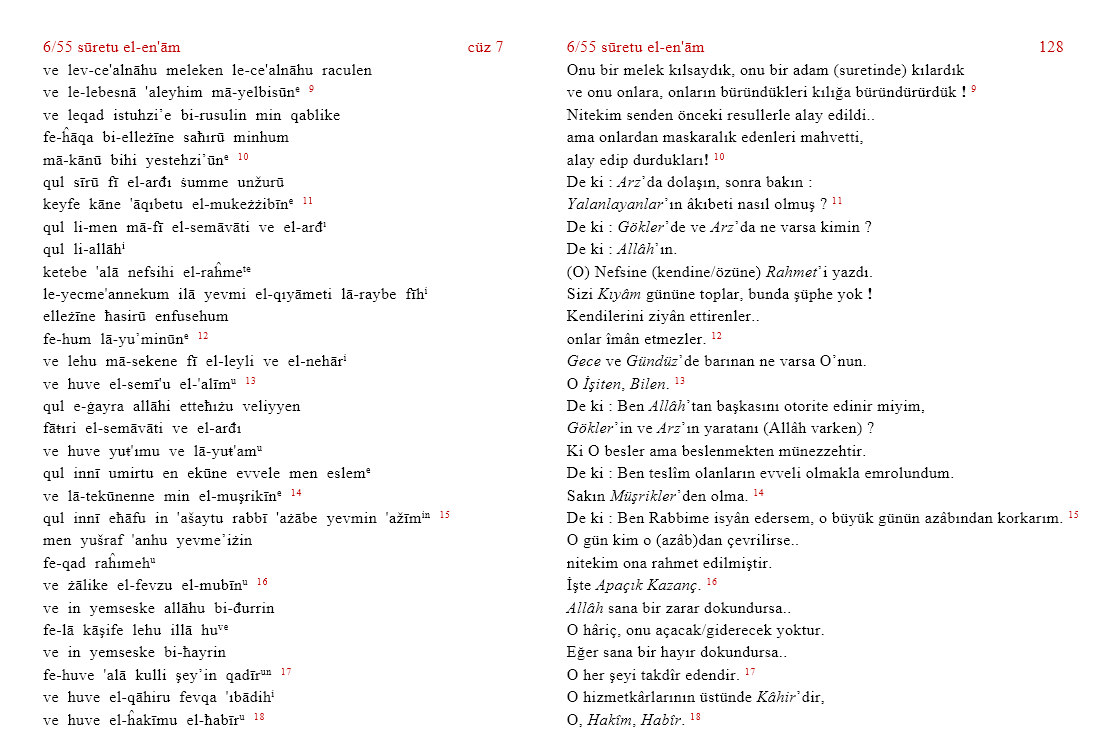 6/55 sūretu el-en'ām cüz 7
ve lev-ce'alnāhu meleken le-ce'alnāhu raculen
ve le-lebesnā 'aleyhim mā-yelbisūnᵉ 9
ve leqad istuhzi’e bi-rusulin min qablike
fe-ĥāqa bi-elleżīne saħırū minhum
mā-kānū bihi yestehzi’ūnᵉ 10
qul sīrū fī el-arđı ṡumme unžurū
keyfe kāne 'āqıbetu el-mukeżżibīnᵉ 11
qul li-men mā-fī el-semāvāti ve el-arđⁱ
qul li-allāhⁱ
ketebe 'alā nefsihi el-raĥmeᵗᵉ
le-yecme'annekum ilā yevmi el-qıyāmeti lā-raybe fīhⁱ
elleżīne ħasirū enfusehum
fe-hum lā-yu’minūnᵉ 12
ve lehu mā-sekene fī el-leyli ve el-nehārⁱ
ve huve el-semī'u el-'alīmᵘ 13
qul e-ġayra allāhi etteħıżu veliyyen
fāŧıri el-semāvāti ve el-arđı
ve huve yuŧ'ımu ve lā-yuŧ'amᵘ
qul innī umirtu en ekūne evvele men eslemᵉ
ve lā-tekūnenne min el-muşrikīnᵉ 14
qul innī eħāfu in 'aśaytu rabbī 'ażābe yevmin 'ažīmⁱⁿ 15
men yuśraf 'anhu yevme’iżin
fe-qad raĥımehᵘ
ve żālike el-fevzu el-mubīnᵘ 16
ve in yemseske allāhu bi-đurrin
fe-lā kāşife lehu illā huᵛᵉ
ve in yemseske bi-ħayrin
fe-huve 'alā kulli şey’in qadīrᵘⁿ 17
ve huve el-qāhiru fevqa 'ıbādihⁱ
ve huve el-ĥakīmu el-ħabīrᵘ 18
6/55 sūretu el-en'ām 128
Onu bir melek kılsaydık, onu bir adam (suretinde) kılardık
ve onu onlara, onların büründükleri kılığa büründürürdük ! 9
Nitekim senden önceki resullerle alay edildi..
ama onlardan maskaralık edenleri mahvetti,
alay edip durdukları! 10
De ki : Arz’da dolaşın, sonra bakın :
Yalanlayanlar’ın âkıbeti nasıl olmuş ? 11
De ki : Gökler’de ve Arz’da ne varsa kimin ?
De ki : Allâh’ın.
(O) Nefsine (kendine/özüne) Rahmet’i yazdı.
Sizi Kıyâm gününe toplar, bunda şüphe yok !
Kendilerini ziyân ettirenler..
onlar îmân etmezler. 12
Gece ve Gündüz’de barınan ne varsa O’nun.
O İşiten, Bilen. 13
De ki : Ben Allâh’tan başkasını otorite edinir miyim,
Gökler’in ve Arz’ın yaratanı (Allâh varken) ?
Ki O besler ama beslenmekten münezzehtir.
De ki : Ben teslîm olanların evveli olmakla emrolundum.
Sakın Müşrikler’den olma. 14
De ki : Ben Rabbime isyân edersem, o büyük günün azâbından korkarım. 15
O gün kim o (azâb)dan çevrilirse..
nitekim ona rahmet edilmiştir.
İşte Apaçık Kazanç. 16
Allâh sana bir zarar dokundursa..
O hâriç, onu açacak/giderecek yoktur.
Eğer sana bir hayır dokundursa..
O her şeyi takdîr edendir. 17
O hizmetkârlarının üstünde Kâhir’dir,
O, Hakîm, Habîr. 18